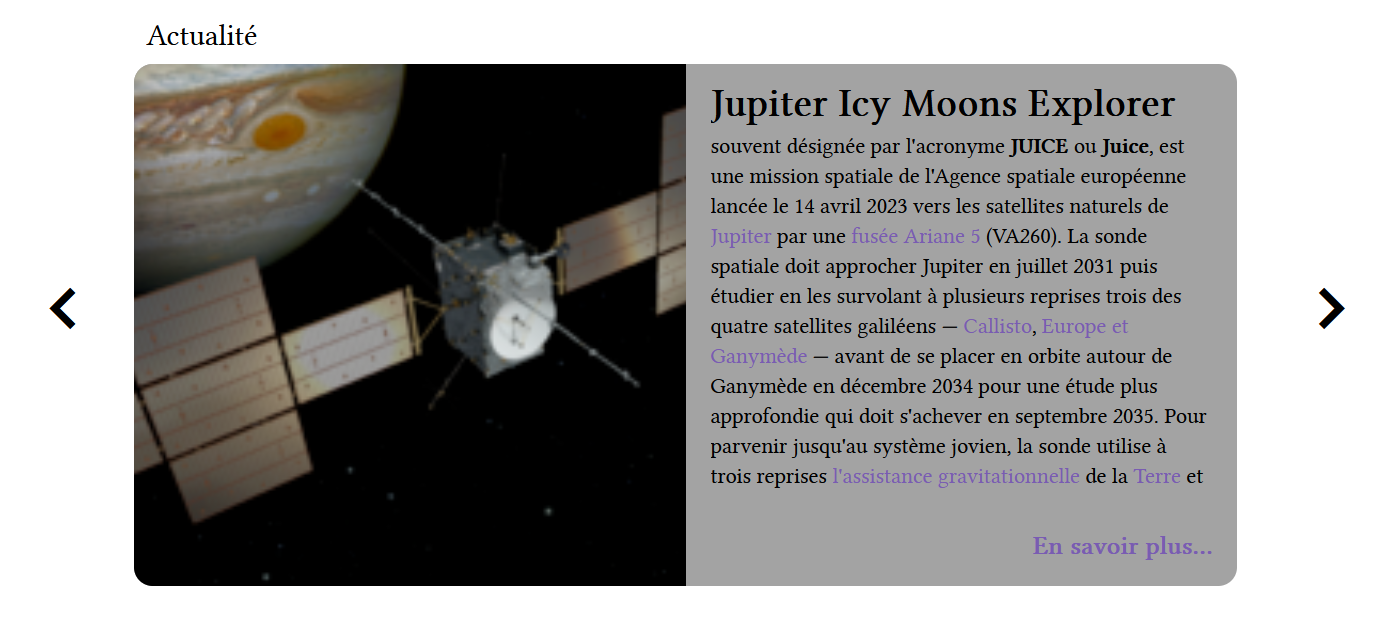 Actualité
Jupiter Icy Moons Explorer
souvent désignée par l'acronyme JUICE ou Juice, est
une mission spatiale de l'Agence spatiale européenne
lancée le 14 avril 2023 vers les satellites naturels de
Jupiter par une fusée Ariane 5 (VA260). La sonde
spatiale doit approcher Jupiter en juillet 2031 puis
étudier en les survolant à plusieurs reprises trois des
quatre satellites galiléens — Callisto, Europe et
Ganymède — avant de se placer en orbite autour de
Ganymède en décembre 2034 pour une étude plus
approfondie qui doit s'achever en septembre 2035. Pour
parvenir jusqu'au système jovien, la sonde utilise à
trois reprises l'assistance gravitationnelle de la Terre et
En savoir plus...